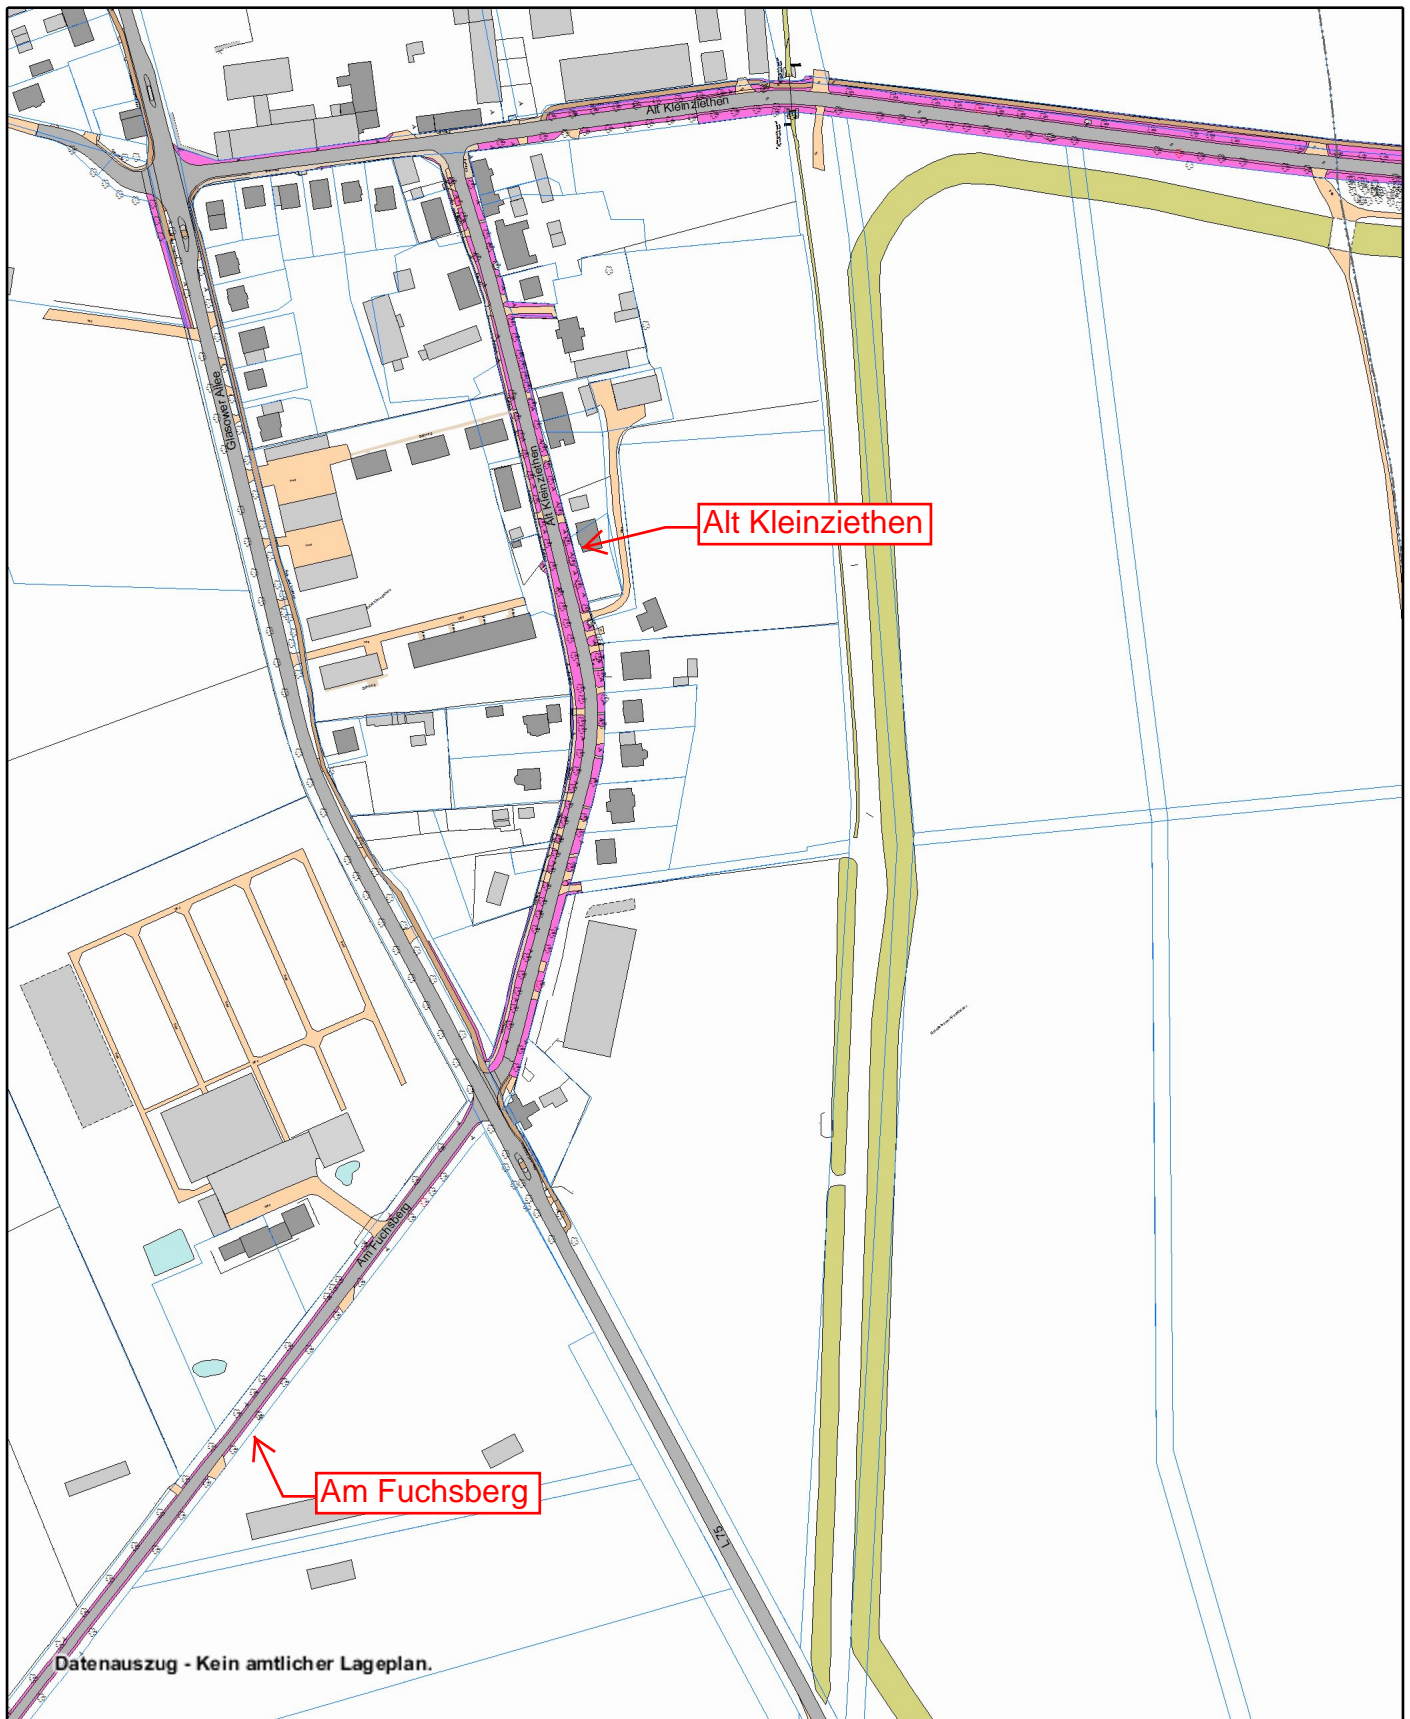 Alt Kleinziethen
Glasower Allee
Alt Kleinziethen
Alt Kleinziethen
Am Fuchsberg
Am Fuchsberg
L75
Datenauszug - Kein amtlicher Lageplan.